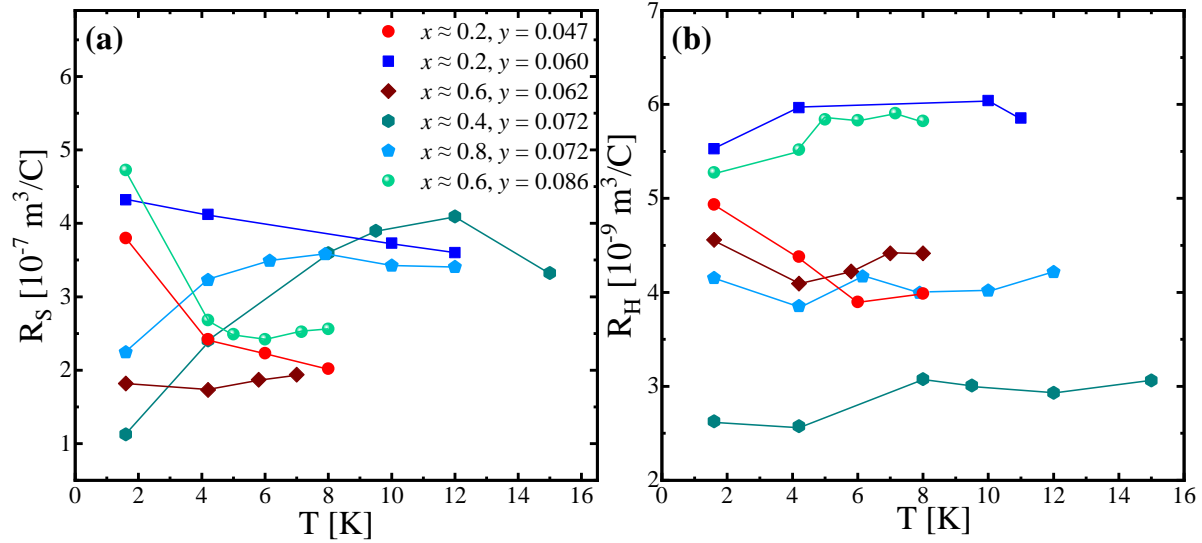 (a)
x ≈ 0.2, y = 0.047
x ≈ 0.2, y = 0.060
x ≈ 0.6, y = 0.062
x ≈ 0.4, y = 0.072
x ≈ 0.8, y = 0.072
x ≈ 0.6, y = 0.086
R_S [10^-7 m^3/C]
6
5
4
3
2
1
0 2 4 6 8 10 12 14 16
T [K]
(b)
R_H [10^-9 m^3/C]
7
6
5
4
3
2
0 2 4 6 8 10 12 14 16
T [K]